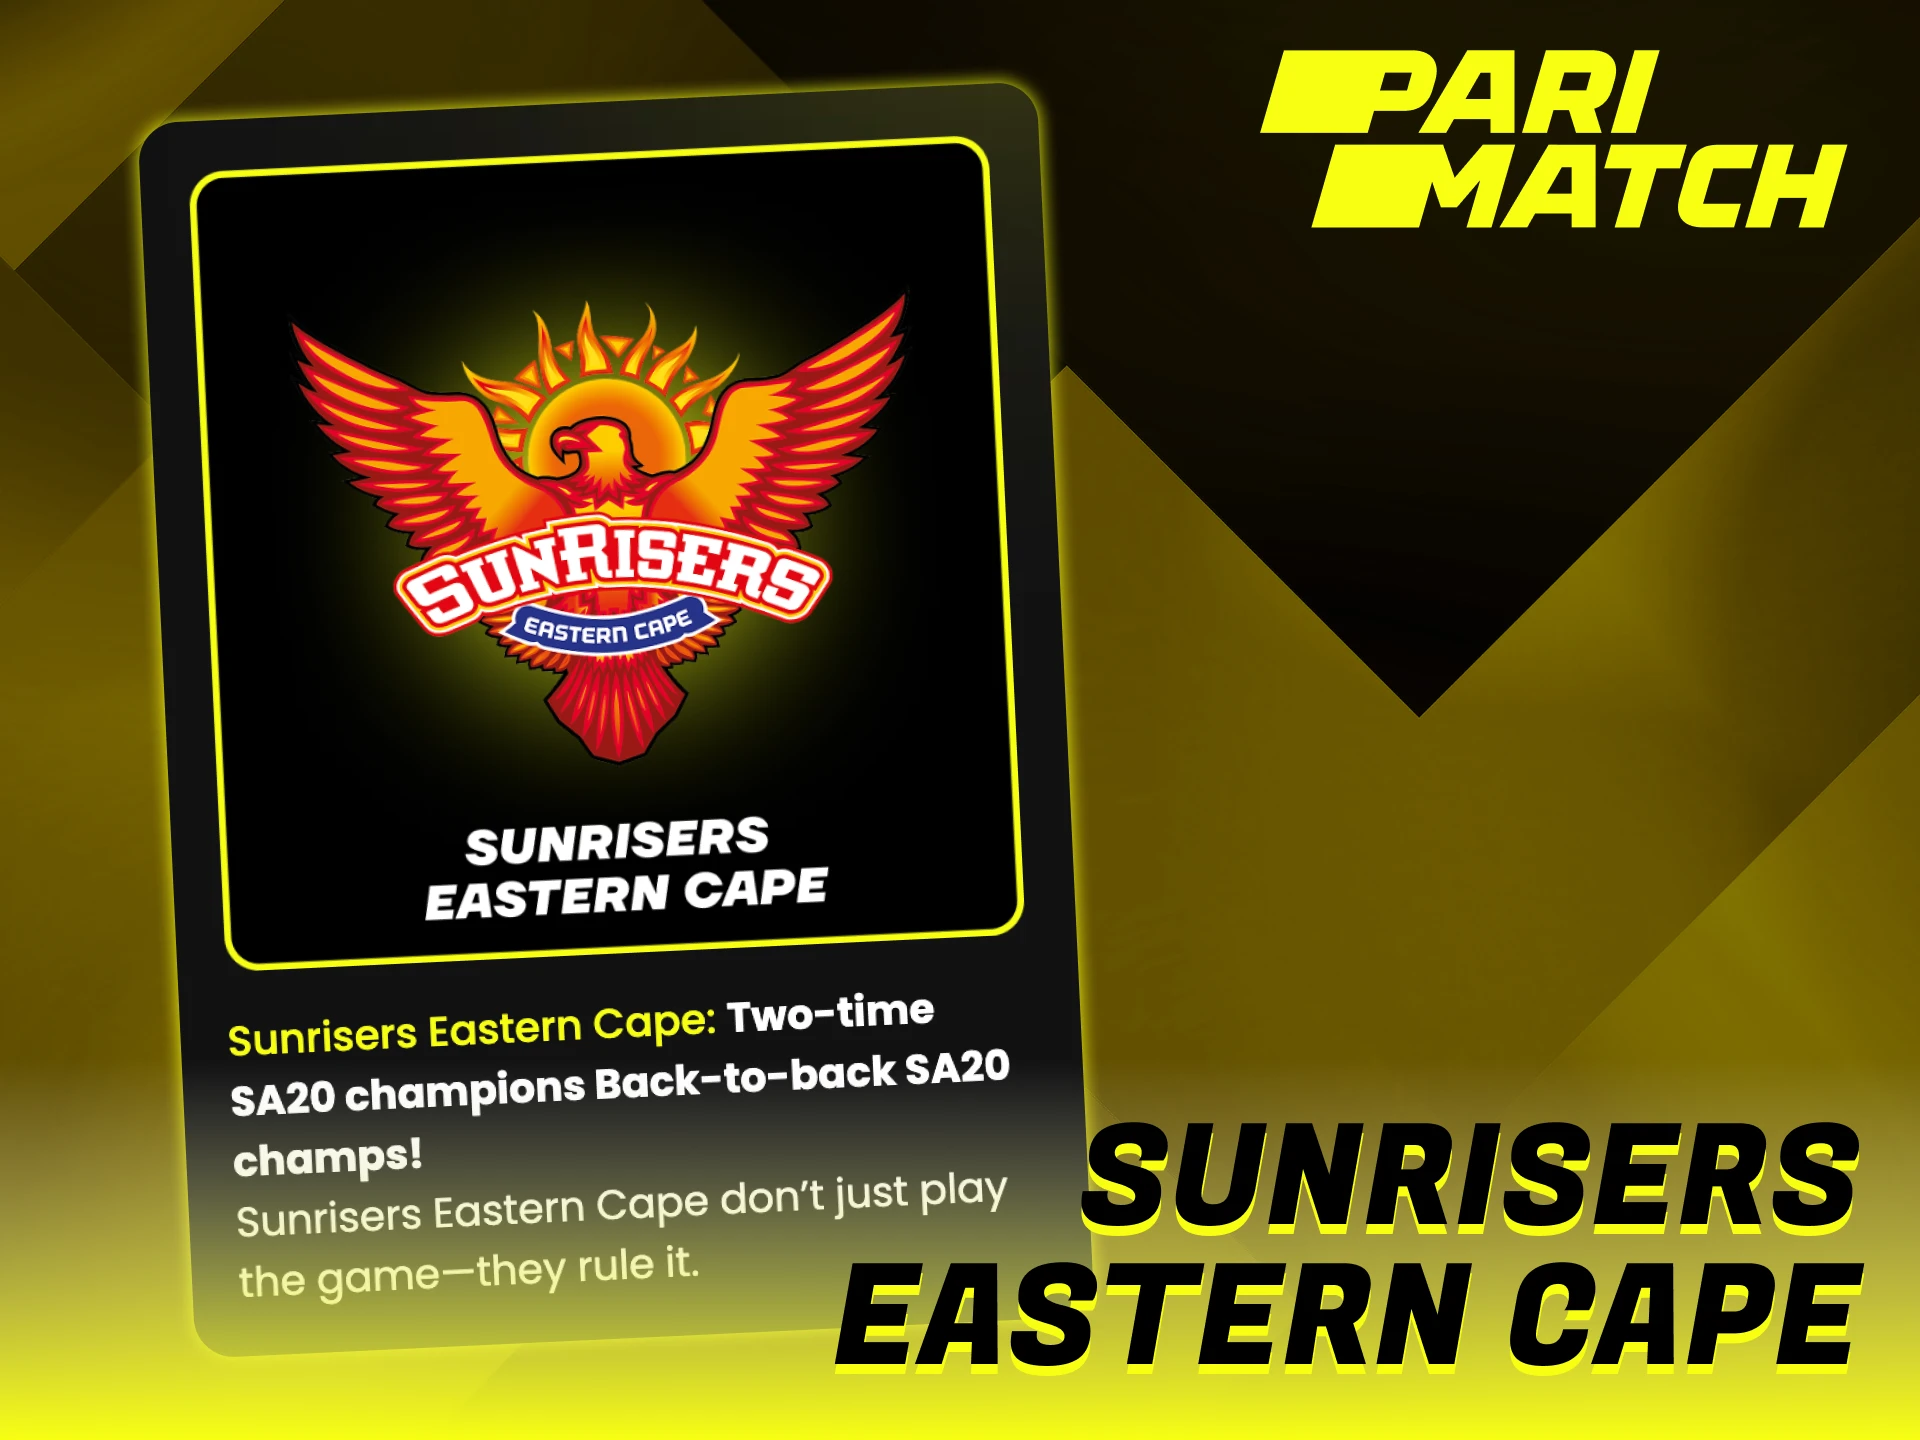 PARI
MATCH
SUNRISERS
EASTERN CAPE
SUNRISERS
EASTERN CAPE
Sunrisers Eastern Cape: Two-time
SA20 champions Back-to-back SA20
champs!
Sunrisers Eastern Cape don’t just play
the game—they rule it.
SUNRISERS
EASTERN CAPE